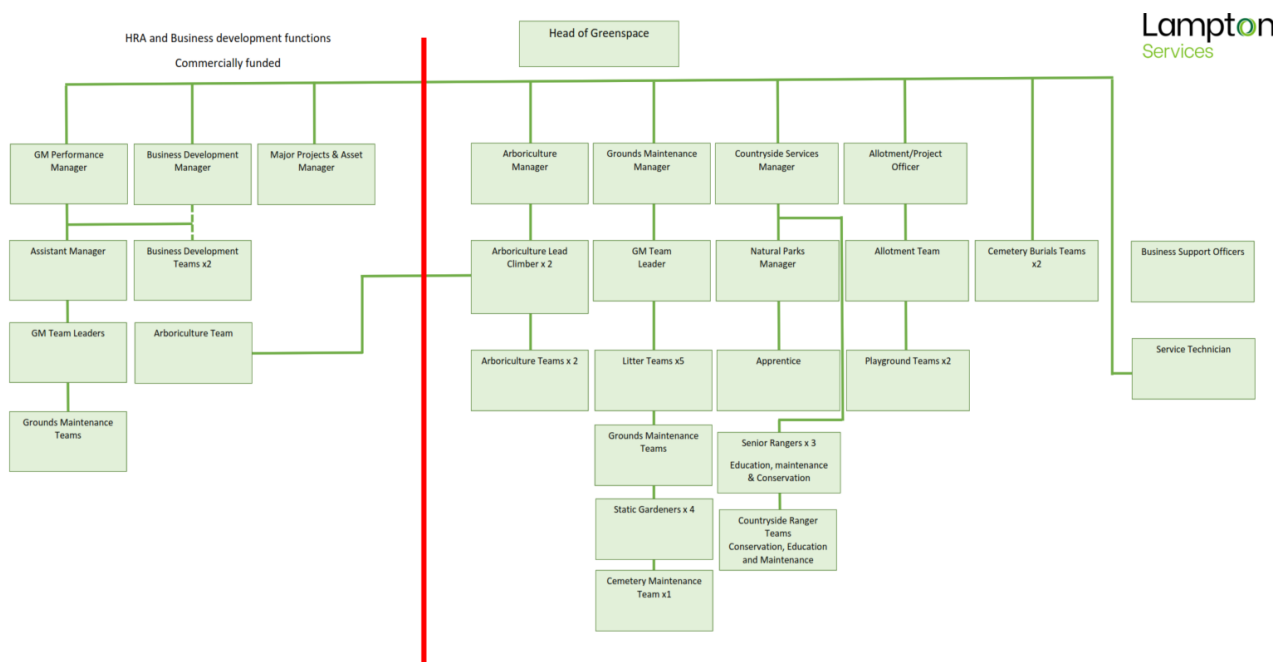 HRA and Business development functions
Commercially funded
Head of Greenspace
Lampton
Services
GM Performance
Manager
Business Development
Manager
Major Projects & Asset
Manager
Arboriculture
Manager
Grounds Maintenance
Manager
Countryside Services
Manager
Allotment/Project
Officer
Assistant Manager
Business Development
Teams x2
Arboriculture Lead
Climber x 2
GM Team
Leader
Natural Parks
Manager
Allotment Team
Cemetery Burials Teams
x2
Business Support Officers
GM Team Leaders
Arboriculture Team
Arboriculture Teams x 2
Litter Teams x5
Apprentice
Playground Teams x2
Service Technician
Grounds Maintenance
Teams
Grounds Maintenance
Teams
Senior Rangers x 3
Education, maintenance
& Conservation
Static Gardeners x 4
Countryside Ranger
Teams
Conservation, Education
and Maintenance
Cemetery Maintenance
Team x1